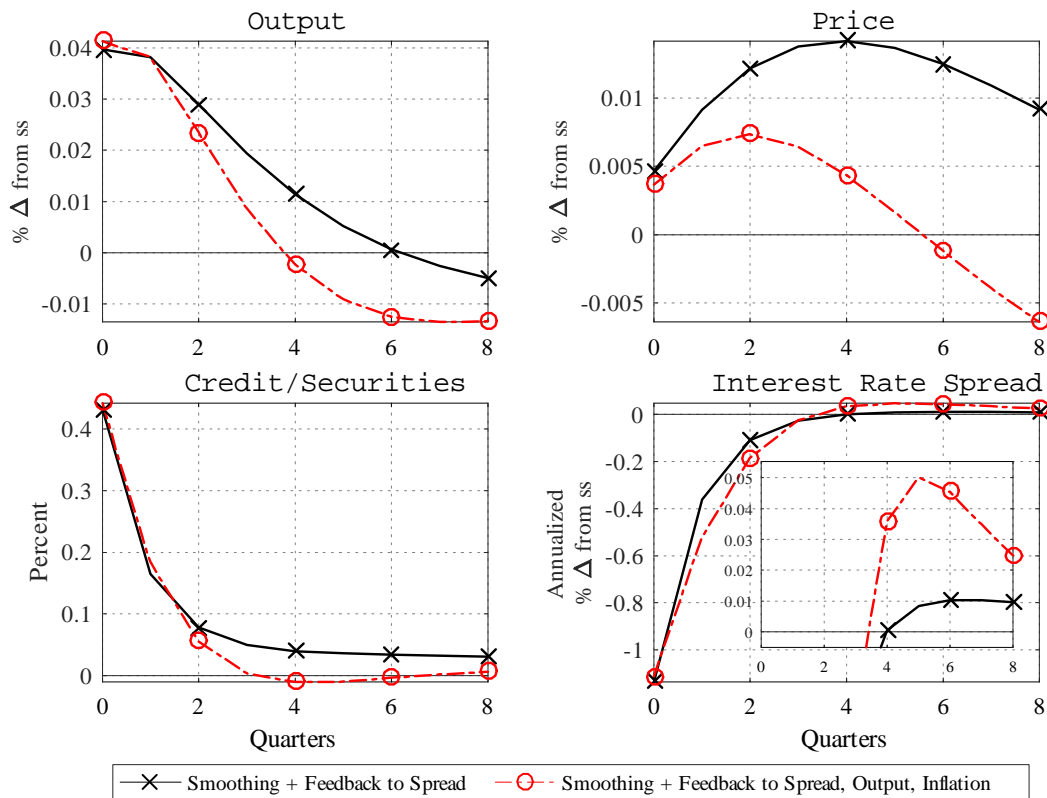 Output
% Δ from ss
0.04
0.03
0.02
0.01
0
-0.01
0 2 4 6 8
Price
% Δ from ss
0.01
0.005
0
-0.005
0 2 4 6 8
Credit/Securities
Percent
0.4
0.3
0.2
0.1
0
0 2 4 6 8
Quarters
Interest Rate Spread
Annualized
% Δ from ss
0
-0.2
-0.4
-0.6
-0.8
-1
0.05
0.04
0.03
0.02
0.01
0
0 2 4 6 8
0 2 4 6 8
Quarters
Smoothing + Feedback to Spread Smoothing + Feedback to Spread, Output, Inflation